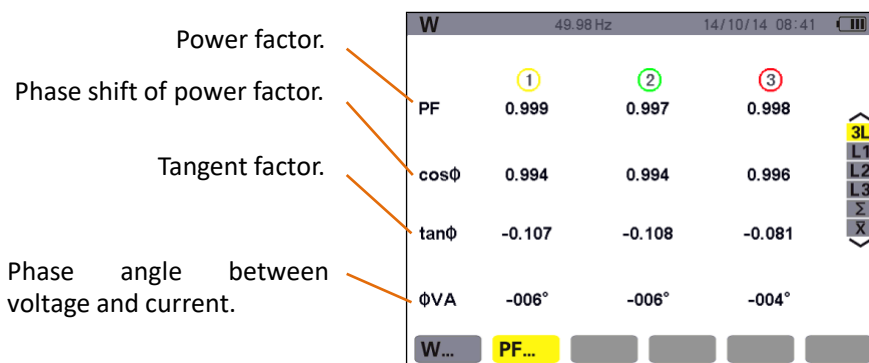 Power factor.
Phase shift of power factor.
Tangent factor.
Phase angle between
voltage and current.
W 49.98 Hz 14/10/14 08:41
1 2 3
PF 0.999 0.997 0.998
cosϕ 0.994 0.994 0.996
tanϕ -0.107 -0.108 -0.081
ϕVA -006° -006° -004°
3L
L1
L2
L3
Σ
X̅
W... PF...